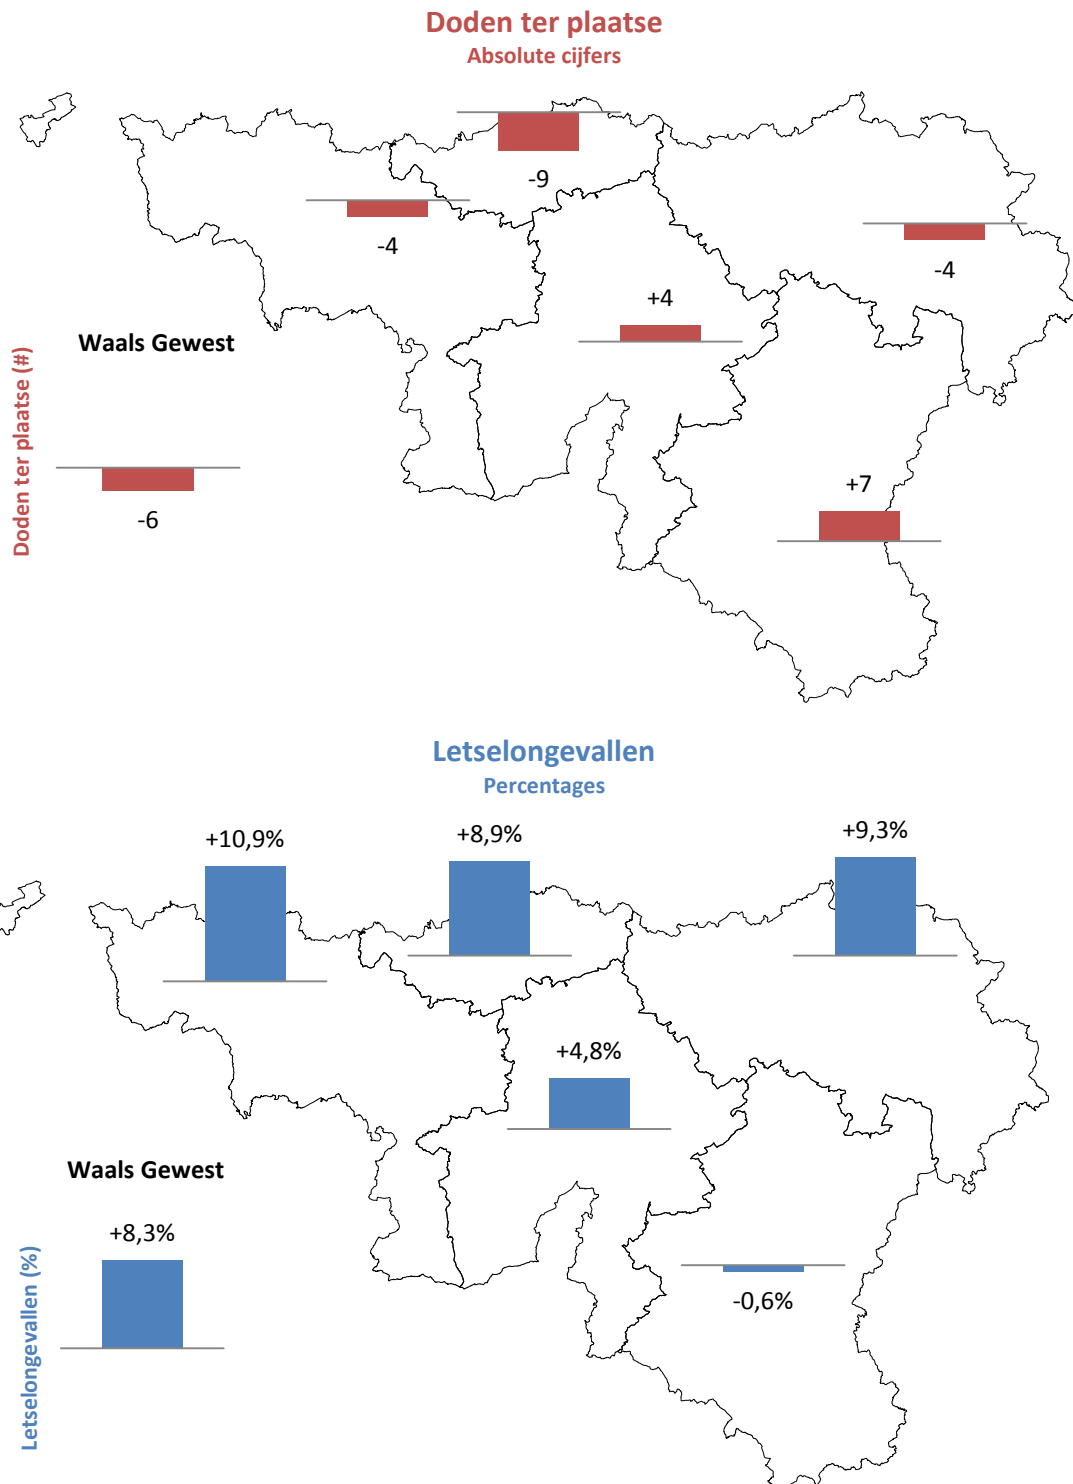 Doden ter plaatse
Absolute cijfers
-9
-4
-4
+4
Waals Gewest
Doden ter plaatse (#)
+7
-6
Letselongevallen
Percentages
+10,9%
+8,9%
+9,3%
+4,8%
Waals Gewest
+8,3%
Letselongevallen (%)
-0,6%